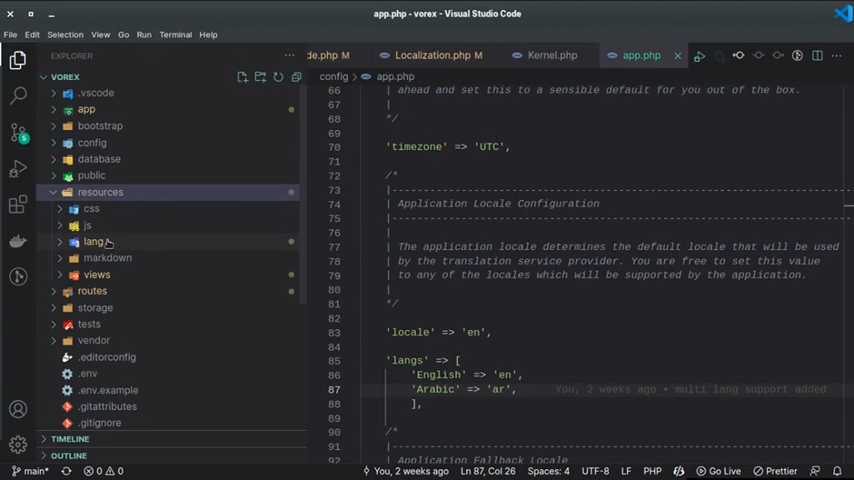 app.php - vorex - Visual Studio Code
File Edit Selection View Go Run Terminal Help
EXPLORER
VOREX
.vscode
app
bootstrap
config
database
public
resources
css
js
lang
markdown
views
routes
storage
tests
vendor
.editorconfig
.env
.env.example
.gitattributes
.gitignore
TIMELINE
OUTLINE
de.php M
Localization.php M
Kernel.php
app.php
config > app.php
66 | ahead and set this to a sensible default for you out of the box.
67 |
68 */
69
70 'timezone' => 'UTC',
71
72 /*
73 |--------------------------------------------------------------------------
74 | Application Locale Configuration
75 |--------------------------------------------------------------------------
76 |
77 | The application locale determines the default locale that will be used
78 | by the translation service provider. You are free to set this value
79 | to any of the locales which will be supported by the application.
80 |
81 */
82
83 'locale' => 'en',
84
85 'langs' => [
86 'English' => 'en',
87 'Arabic' => 'ar', You, 2 weeks ago • multi lang support added
88 ],
89
90 /*
91 |--------------------------------------------------------------------------
92 | Application Fallback Locale
5
main* 0 0 You, 2 weeks ago Ln 87, Col 26 Spaces: 4 UTF-8 LF PHP Go Live Prettier